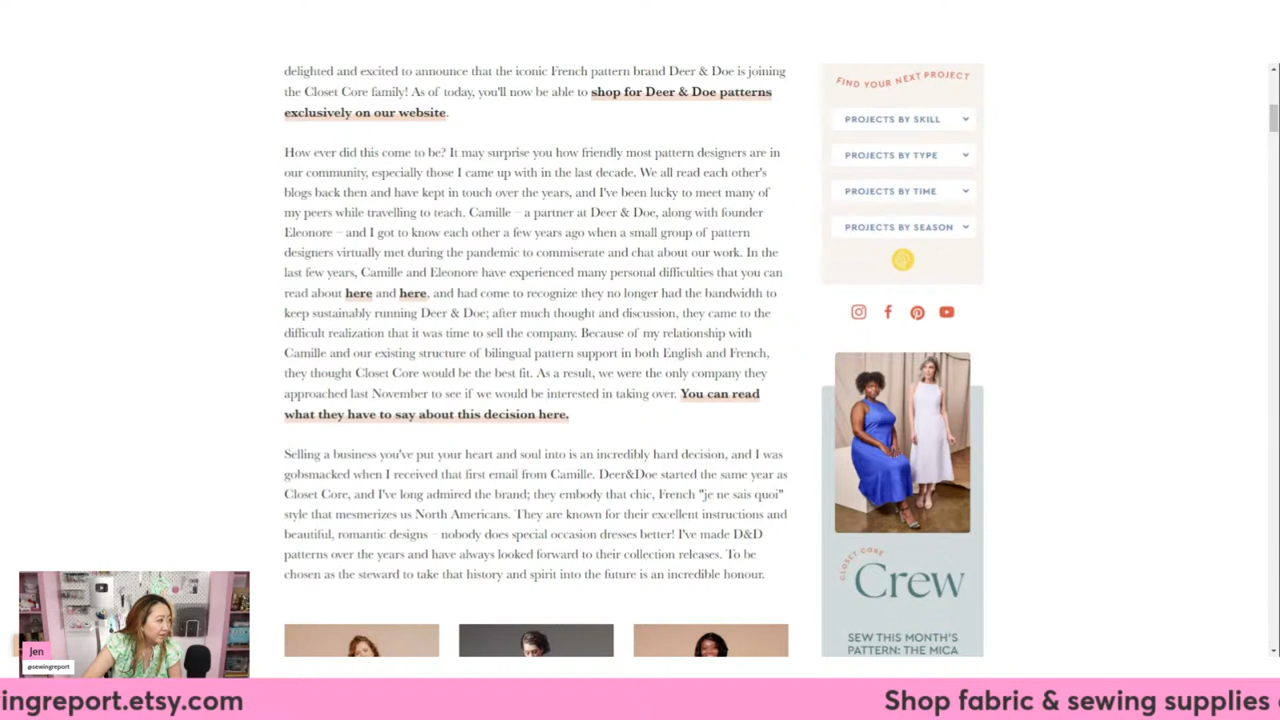 delighted and excited to announce that the iconic French pattern brand Deer & Doe is joining
the Closet Core family! As of today, you'll now be able to shop for Deer & Doe patterns
exclusively on our website.
How ever did this come to be? It may surprise you how friendly most pattern designers are in
our community, especially those I came up with in the last decade. We all read each other's
blogs back then and have kept in touch over the years, and I've been lucky to meet many of
my peers while travelling to teach. Camille – a partner at Deer & Doe, along with founder
Eleonore – and I got to know each other a few years ago when a small group of pattern
designers virtually met during the pandemic to commiserate and chat about our work. In the
last few years, Camille and Eleonore have experienced many personal difficulties that you can
read about here and here, and had come to recognize they no longer had the bandwidth to
keep sustainably running Deer & Doe; after much thought and discussion, they came to the
difficult realization that it was time to sell the company. Because of my relationship with
Camille and our existing structure of bilingual pattern support in both English and French,
they thought Closet Core would be the best fit. As a result, we were the only company they
approached last November to see if we would be interested in taking over. You can read
what they have to say about this decision here.
Selling a business you've put your heart and soul into is an incredibly hard decision, and I was
gobsmacked when I received that first email from Camille. Deer&Doe started the same year as
Closet Core, and I've long admired the brand; they embody that chic, French "je ne sais quoi"
style that mesmerizes us North Americans. They are known for their excellent instructions and
beautiful, romantic designs – nobody does special occasion dresses better! I've made D&D
patterns over the years and have always looked forward to their collection releases. To be
chosen as the steward to take that history and spirit into the future is an incredible honour.
FIND YOUR NEXT PROJECT
PROJECTS BY SKILL
PROJECTS BY TYPE
PROJECTS BY TIME
PROJECTS BY SEASON
CLOSET CORE
Crew
SEW THIS MONTH'S
PATTERN: THE MICA
Jen
@sewingreport
ingreport.etsy.com
Shop fabric & sewing supplies